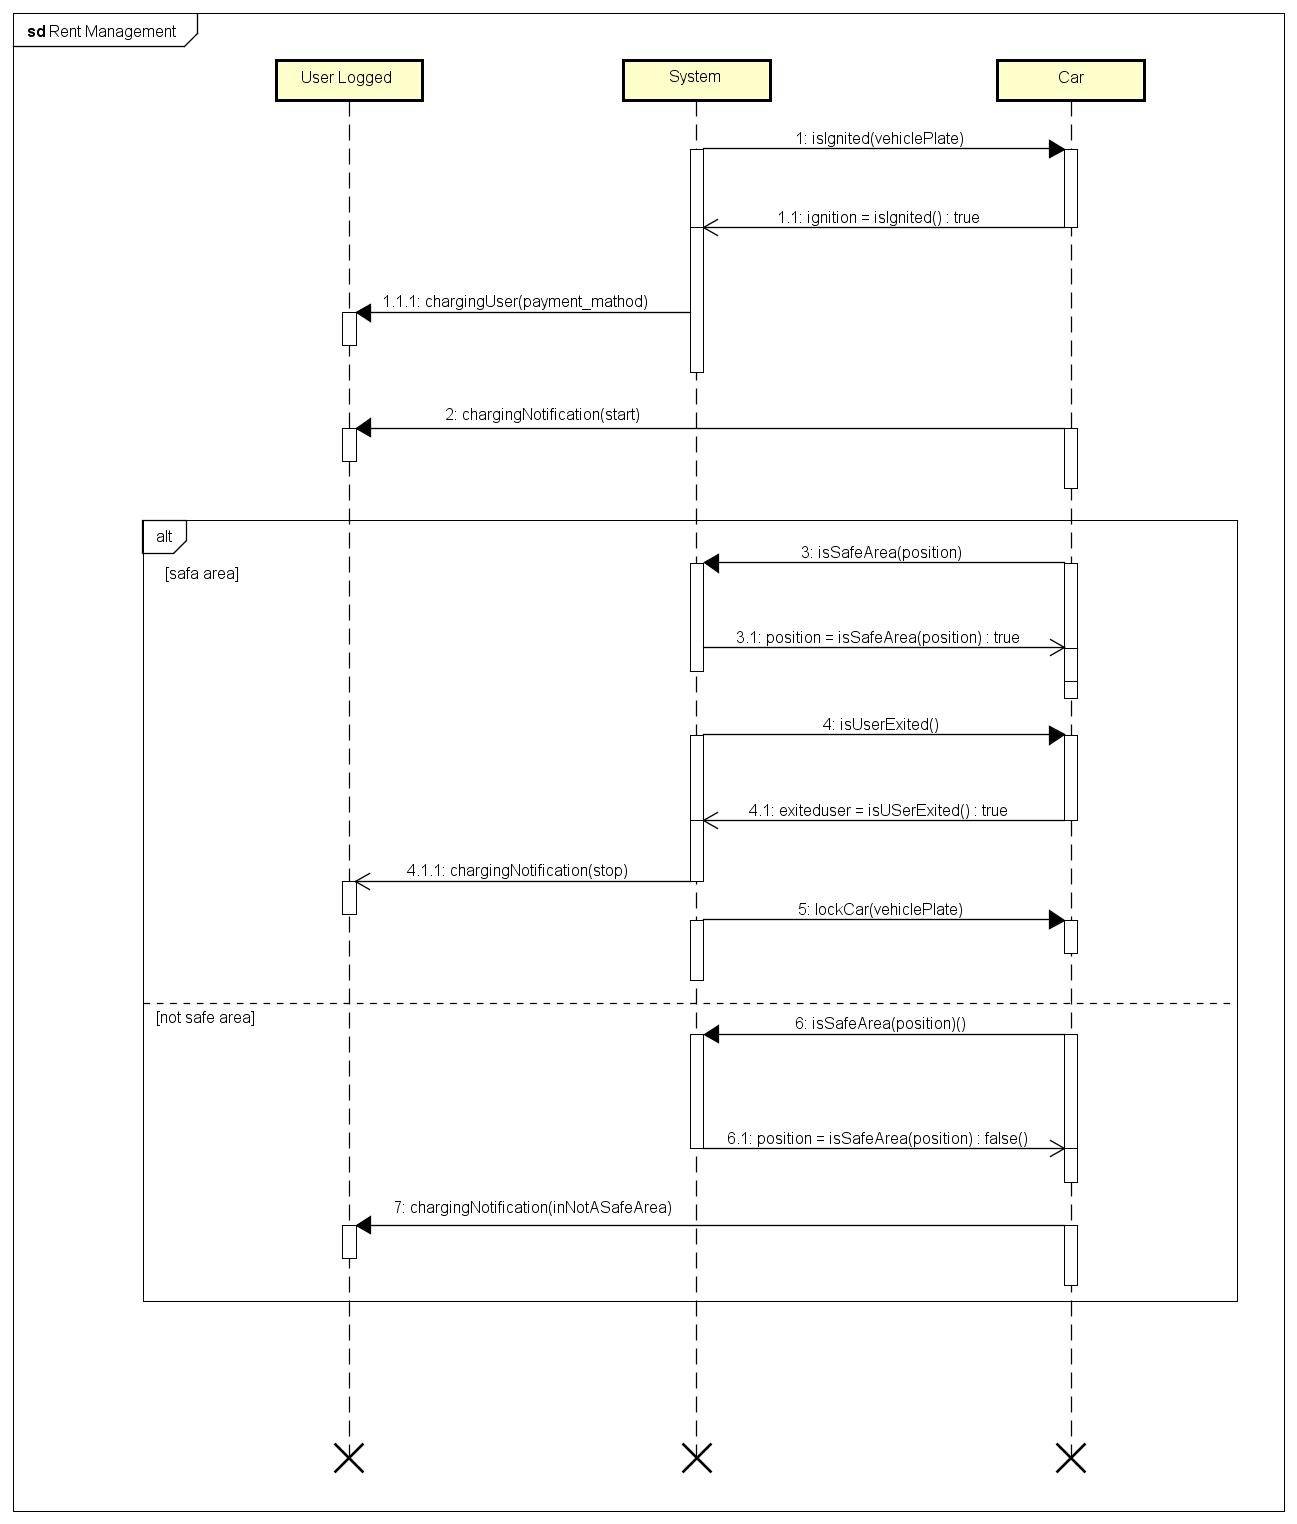 sd Rent Management
User Logged
System
Car
1: isIgnited(vehiclePlate)
1.1: ignition = isIgnited() : true
1.1.1: chargingUser(payment_mathod)
2: chargingNotification(start)
alt
3: isSafeArea(position)
[safa area]
3.1: position = isSafeArea(position) : true
4: isUserExited()
4.1: exiteduser = isUSerExited() : true
4.1.1: chargingNotification(stop)
5: lockCar(vehiclePlate)
[not safe area]
6: isSafeArea(position)()
6.1: position = isSafeArea(position) : false()
7: chargingNotification(inNotASafeArea)